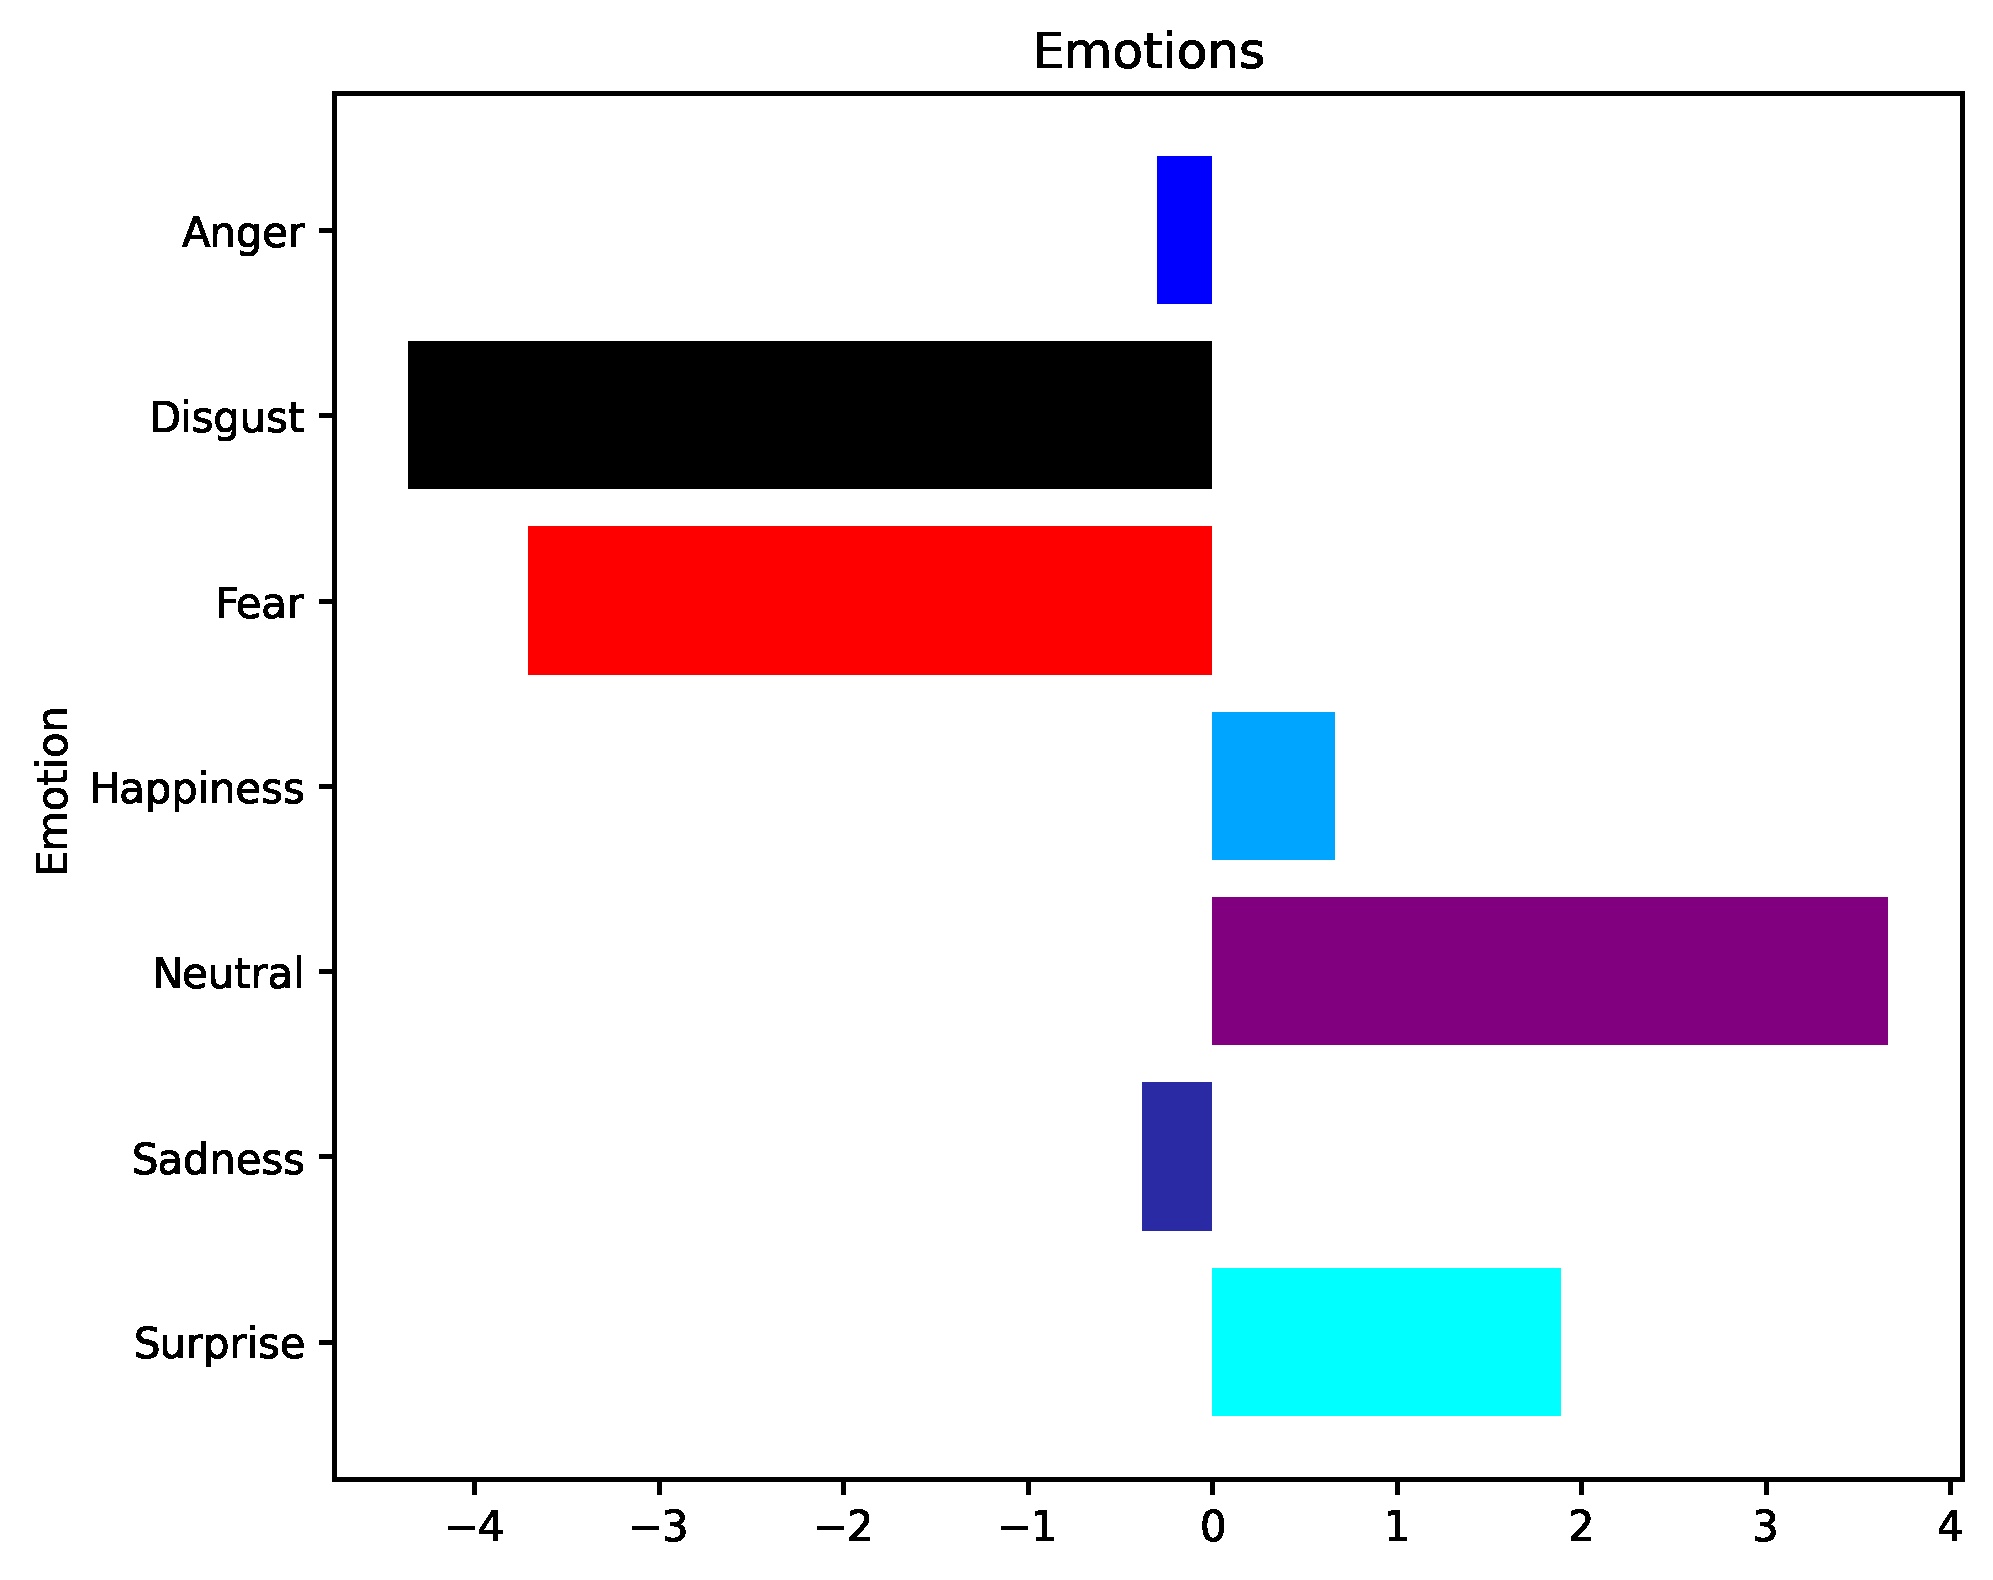 Emotions
Anger
Disgust
Fear
Happiness
Neutral
Sadness
Surprise
Emotion
−4 −3 −2 −1 0 1 2 3 4